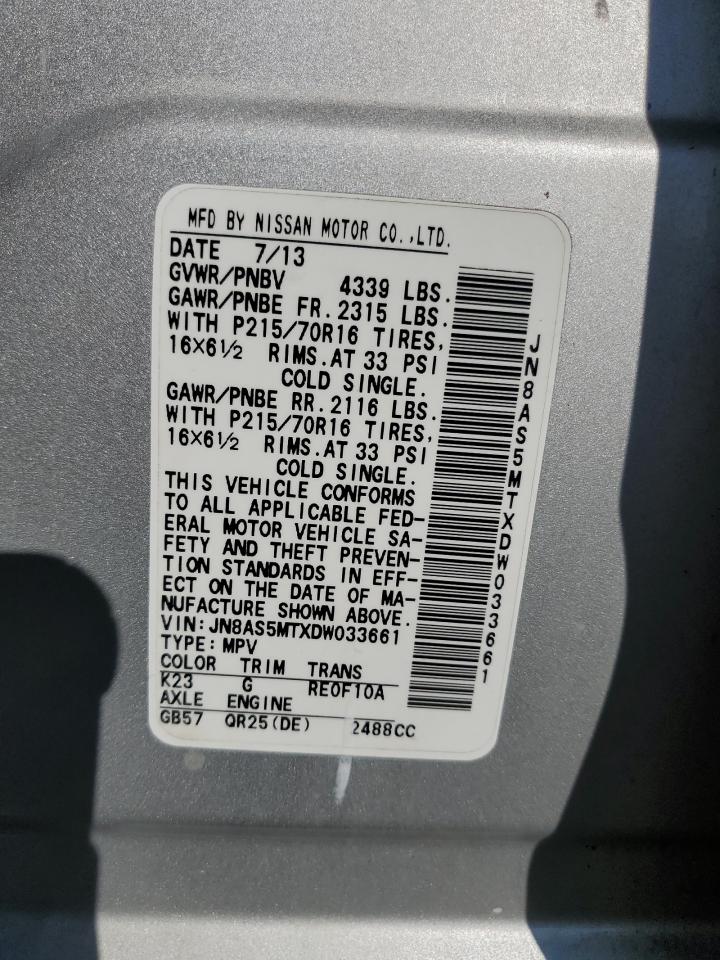 MFD BY NISSAN MOTOR CO.,LTD.
DATE 7/13
GVWR/PNBV 4339 LBS.
GAWR/PNBE FR.2315 LBS.
WITH P215/70R16 TIRES,
16X6½ RIMS.AT 33 PSI
COLD SINGLE.
GAWR/PNBE RR.2116 LBS.
WITH P215/70R16 TIRES,
16X6½ RIMS.AT 33 PSI
COLD SINGLE.
THIS VEHICLE CONFORMS
TO ALL APPLICABLE FED-
ERAL MOTOR VEHICLE SA-
FETY AND THEFT PREVEN-
TION STANDARDS IN EFF-
ECT ON THE DATE OF MA-
NUFACTURE SHOWN ABOVE.
VIN:JN8AS5MTXDW033661
TYPE:MPV
COLOR TRIM TRANS
K23 G RE0F10A
AXLE ENGINE
GB57 QR25(DE) 2488CC
JN8AS5MTXDW033661